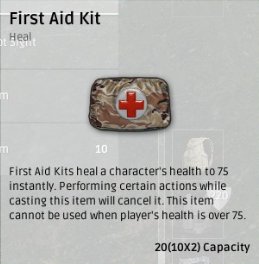 First Aid Kit
Heal
10
First Aid Kits heal a character's health to 75
instantly. Performing certain actions while
casting this item will cancel it. This item
cannot be used when player's health is over 75.
20(10X2) Capacity